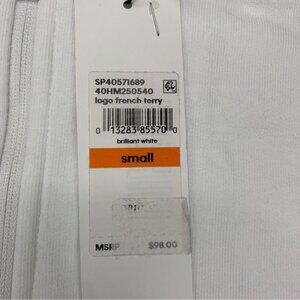 SP40571689
40HM250540
logo french terry
0 13283 85570 0
brilliant white
small
MSRP $98.00